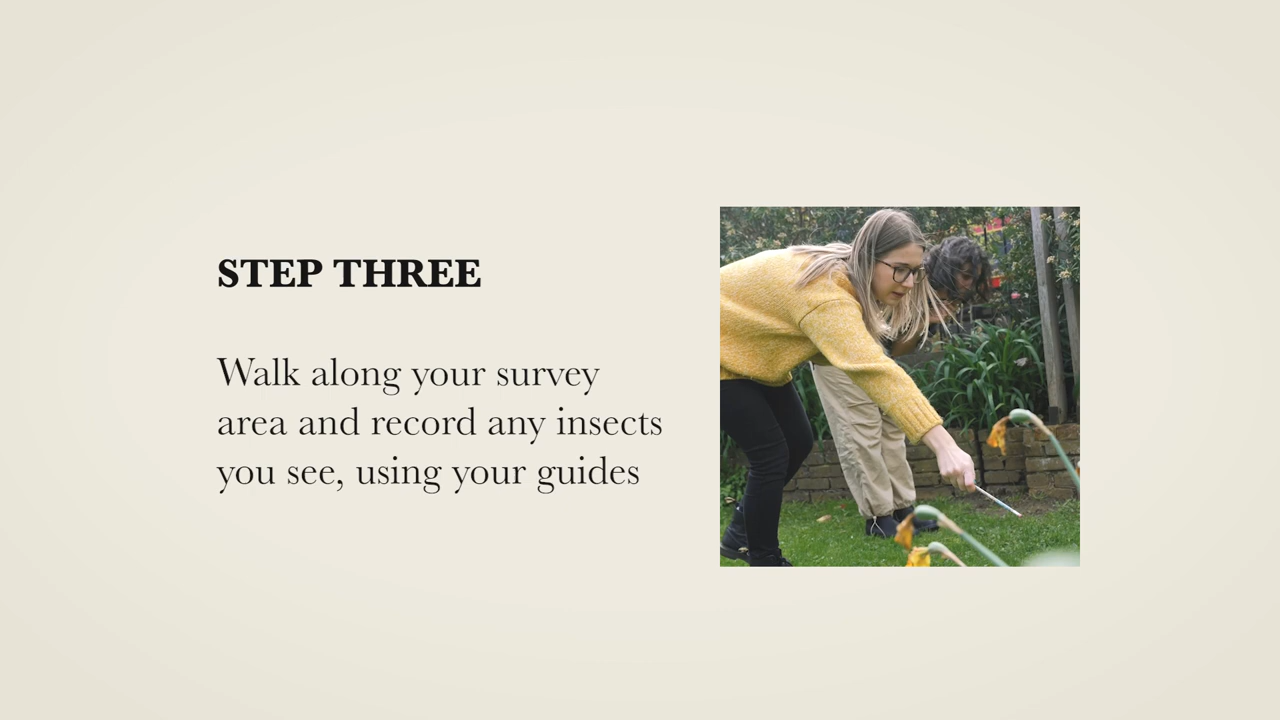 STEP THREE
Walk along your survey
area and record any insects
you see, using your guides